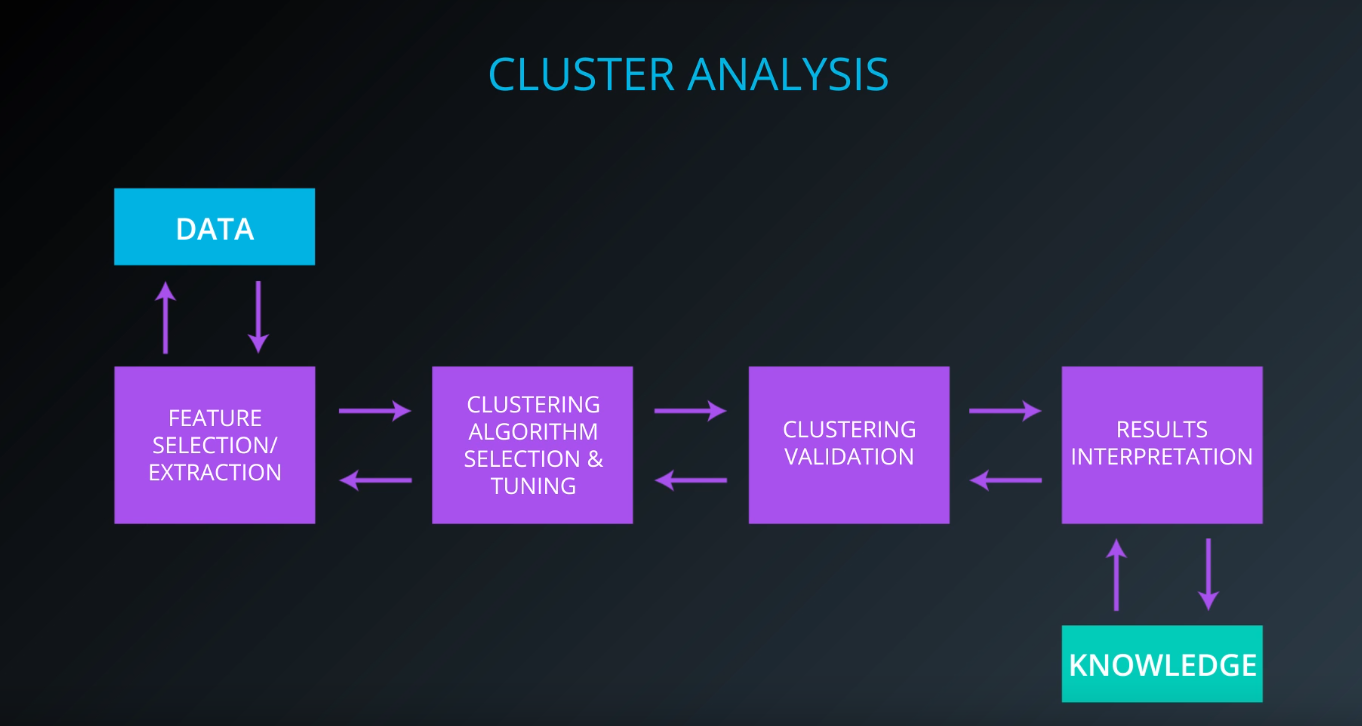 CLUSTER ANALYSIS
DATA
FEATURE
SELECTION/
EXTRACTION
CLUSTERING
ALGORITHM
SELECTION &
TUNING
CLUSTERING
VALIDATION
RESULTS
INTERPRETATION
KNOWLEDGE